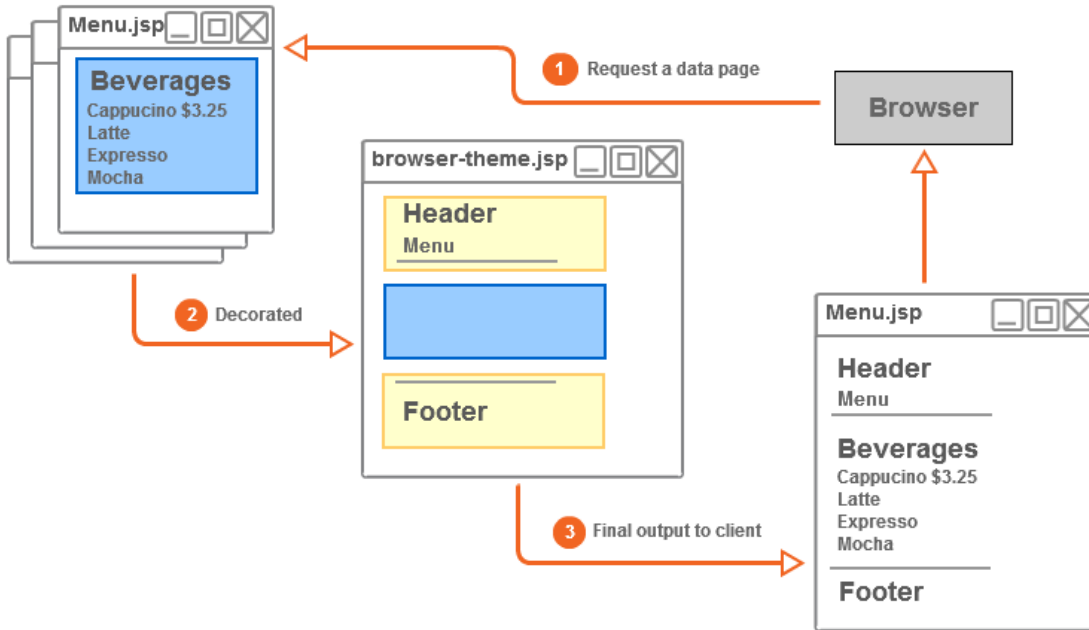 Menu.jsp
Beverages
Cappucino $3.25
Latte
Expresso
Mocha
1 Request a data page
Browser
browser-theme.jsp
Header
Menu
Footer
2 Decorated
3 Final output to client
Menu.jsp
Header
Menu
Beverages
Cappucino $3.25
Latte
Expresso
Mocha
Footer